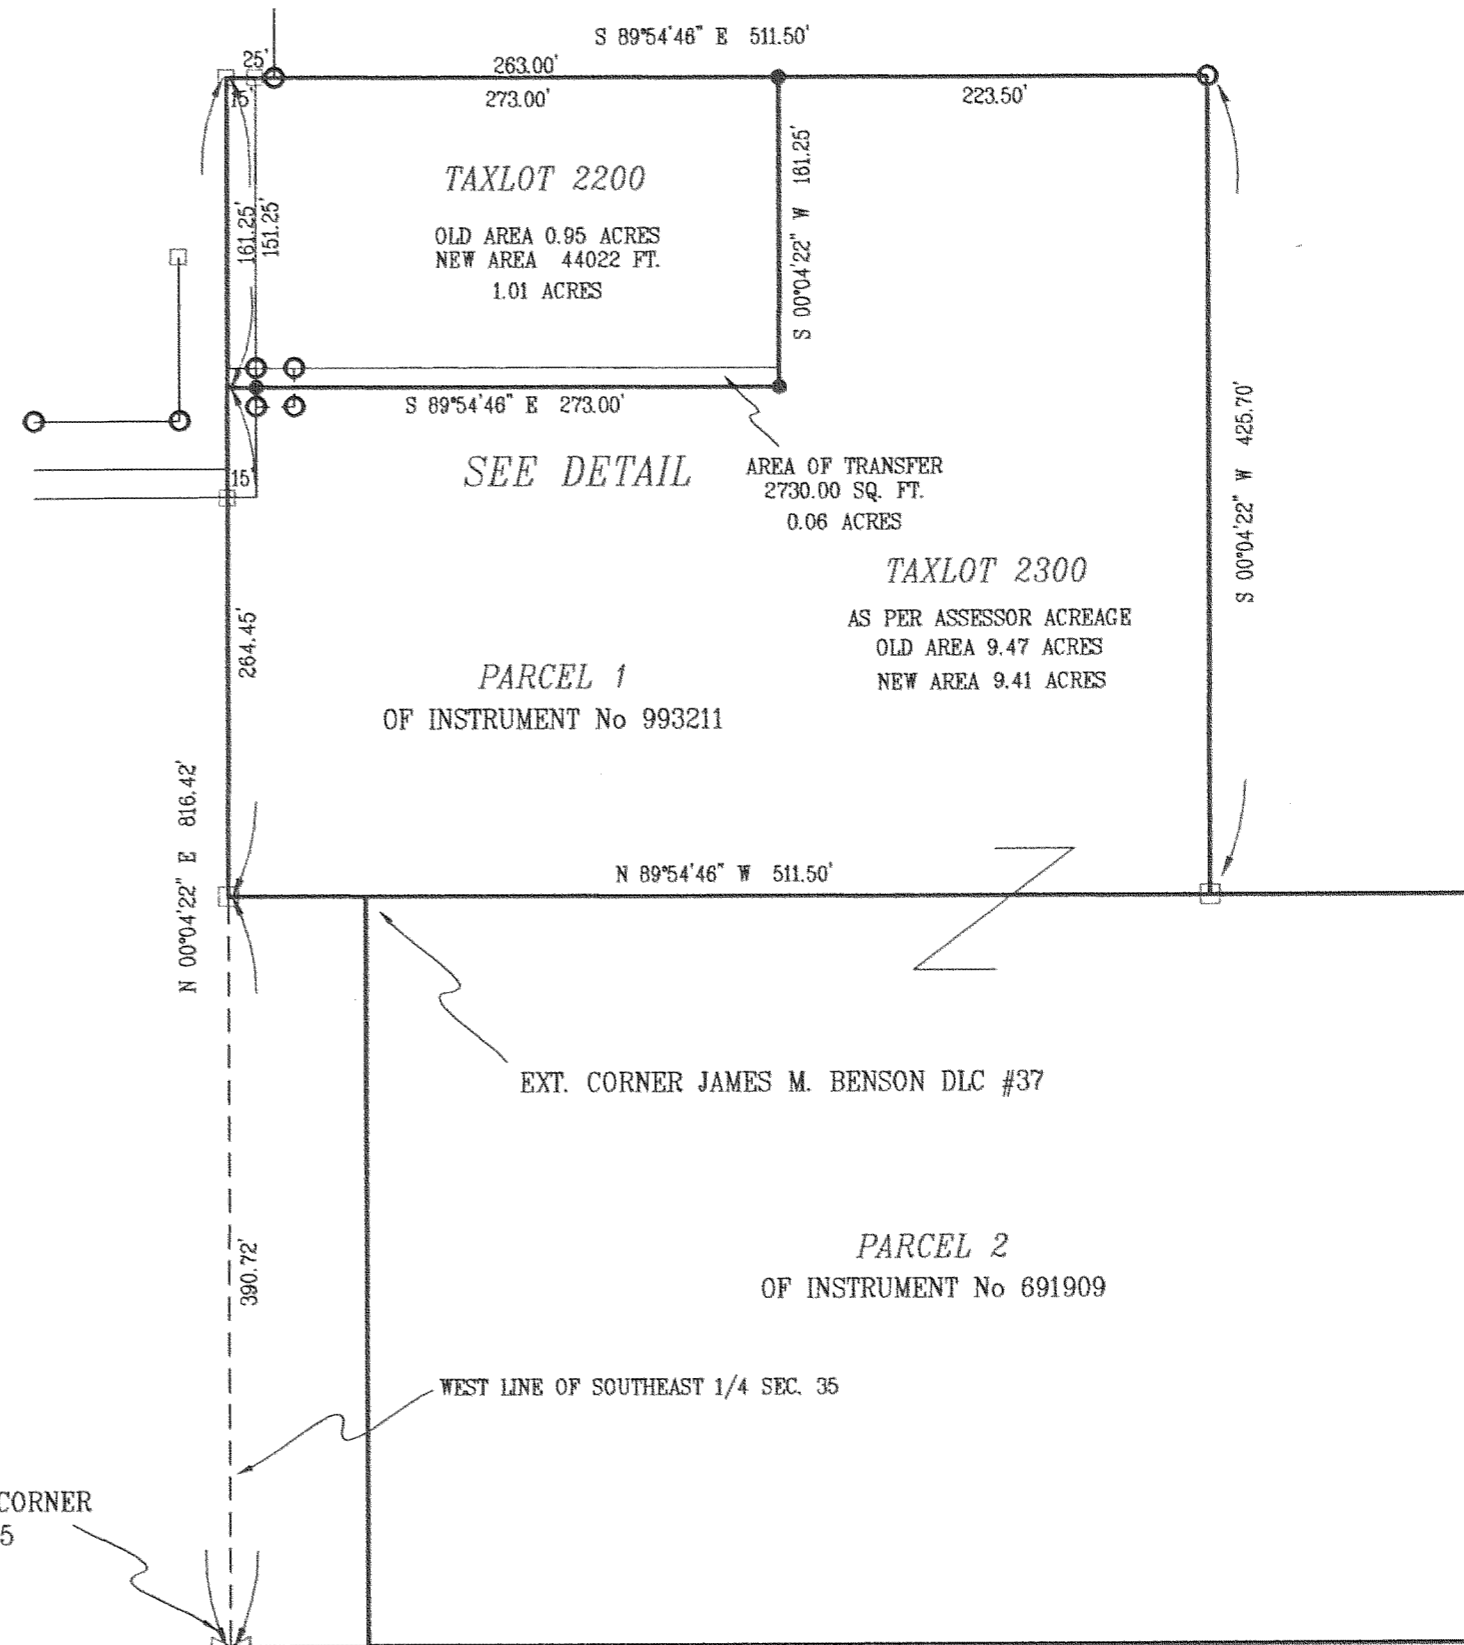 S 89°54'46" E 511.50'
25'
263.00'
15'
273.00'
223.50'
TAXLOT 2200
161.25'
151.25'
OLD AREA 0.95 ACRES
NEW AREA 44022 FT.
1.01 ACRES
S 00°04'22" W 161.25'
S 89°54'46" E 273.00'
SEE DETAIL
15'
AREA OF TRANSFER
2730.00 SQ. FT.
0.06 ACRES
S 00°04'22" W 425.70'
TAXLOT 2300
AS PER ASSESSOR ACREAGE
OLD AREA 9.47 ACRES
NEW AREA 9.41 ACRES
264.45'
PARCEL 1
OF INSTRUMENT No 993211
N 00°04'22" E 816.42'
N 89°54'46" W 511.50'
EXT. CORNER JAMES M. BENSON DLC #37
390.72'
PARCEL 2
OF INSTRUMENT No 691909
WEST LINE OF SOUTHEAST 1/4 SEC. 35
CORNER
5